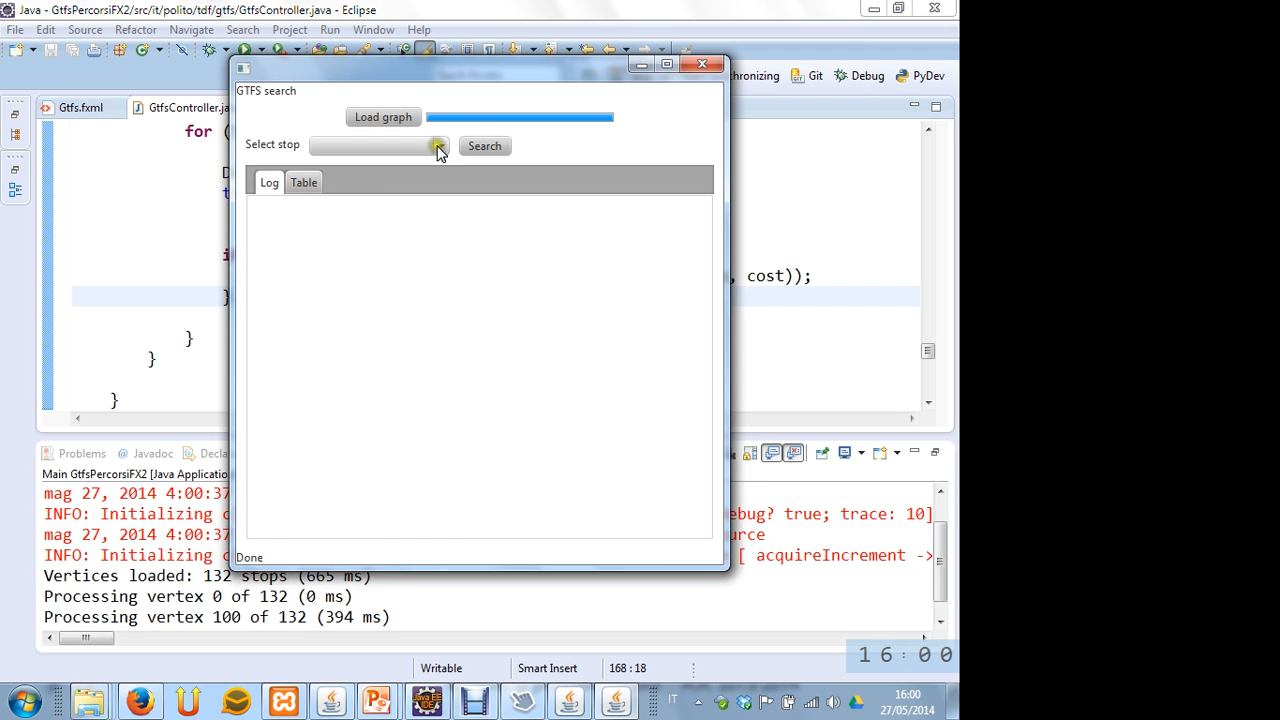 Java - GtfsPercorsiFX2/src/it/polito/tdf/gtfs/GtfsController.java - Eclipse
File Edit Source Refactor Navigate Search Project Run Window Help
chronizing Git Debug PyDev
Gtfs.fxml GtfsController.ja
GTFS search
Load graph
Select stop Search
Log Table
for (
D
t
i
, cost));
}
}
}
}
Done
Problems @ Javadoc Decla
Main GtfsPercorsiFX2 [Java Application
mag 27, 2014 4:00:37
INFO: Initializing c ebug? true; trace: 10]
mag 27, 2014 4:00:37 urce
INFO: Initializing c [ acquireIncrement ->
Vertices loaded: 132 stops (665 ms)
Processing vertex 0 of 132 (0 ms)
Processing vertex 100 of 132 (394 ms)
16:00
Writable Smart Insert 168 : 18
IT 16:00
27/05/2014